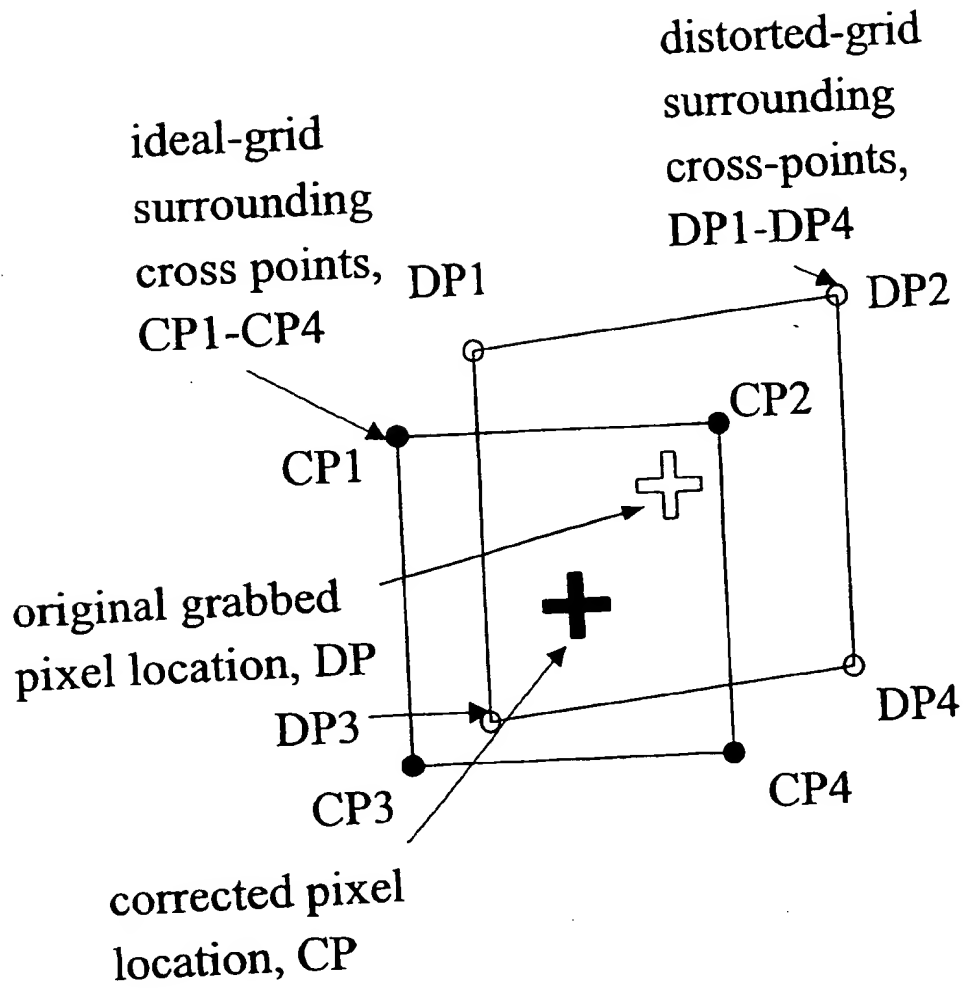 distorted-grid
surrounding
cross-points,
DP1-DP4
ideal-grid
surrounding
cross points,
CP1-CP4
DP1
DP2
CP2
CP1
original grabbed
pixel location, DP
DP3
DP4
CP3
CP4
corrected pixel
location, CP